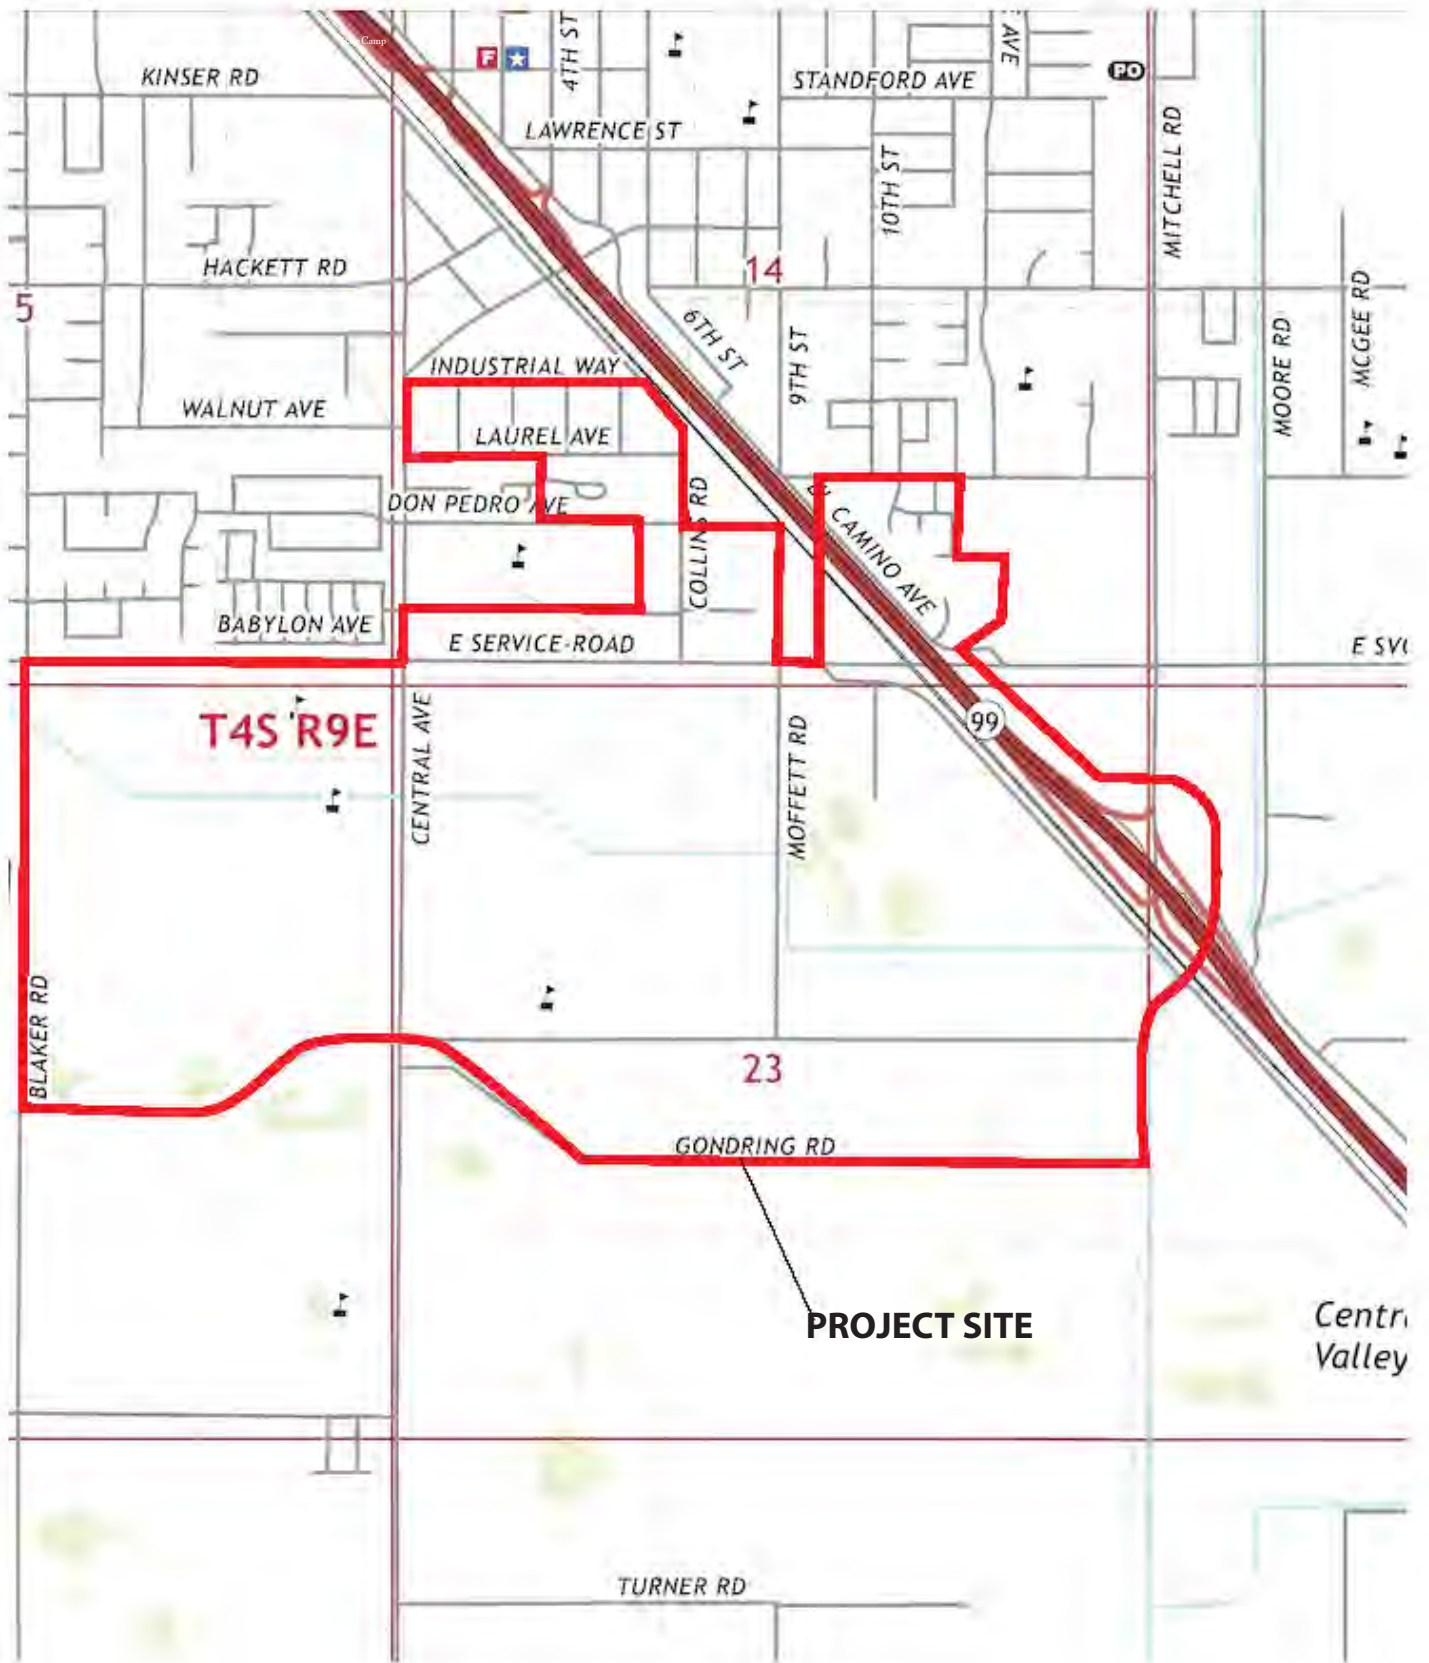 Camp
KINSER RD
F
4TH ST
STANDFORD AVE
AVE
PO
LAWRENCE ST
10TH ST
MITCHELL RD
HACKETT RD
14
5
6TH ST
9TH ST
MOORE RD
MCGEE RD
INDUSTRIAL WAY
WALNUT AVE
LAUREL AVE
DON PEDRO AVE
COLLINS RD
CAMINO AVE
BABYLON AVE
E SERVICE-ROAD
E SV
T4S R9E
99
CENTRAL AVE
MOFFETT RD
BLAKER RD
23
GONDRING RD
PROJECT SITE
Centr
Valley
TURNER RD